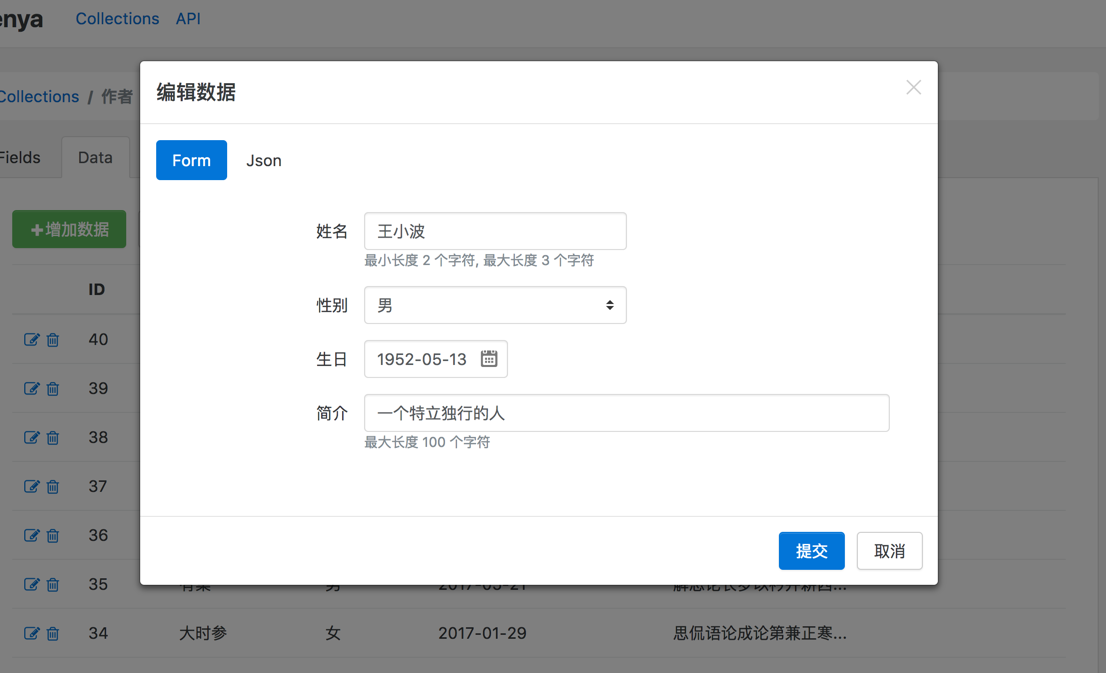 enya Collections API
Collections / 作者
Fields Data
增加数据
ID
40
39
38
37
36
35
34 大时参 女 2017-01-29 思侃语论成论第兼正寒...
编辑数据
Form Json
姓名 王小波
最小长度 2 个字符, 最大长度 3 个字符
性别 男
生日 1952-05-13
简介 一个特立独行的人
最大长度 100 个字符
提交 取消